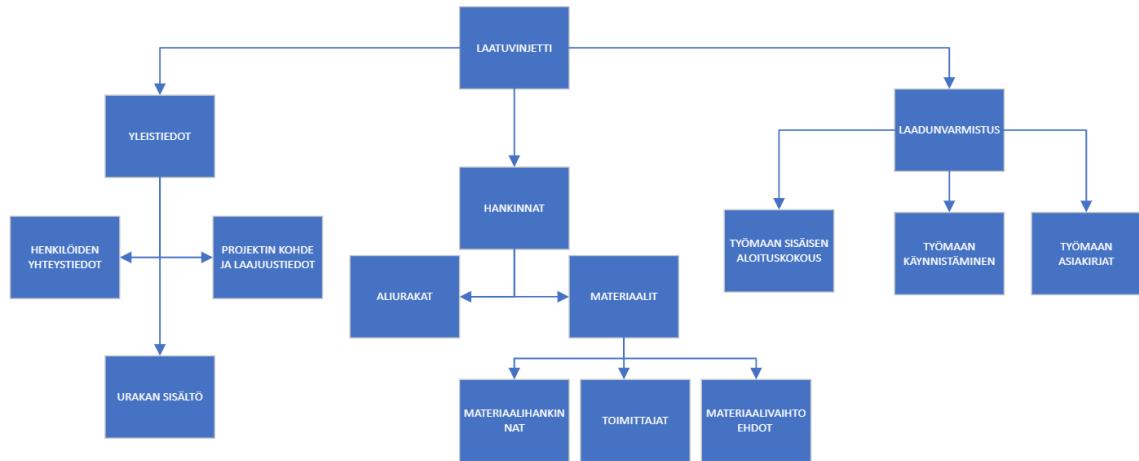 LAATUVINJETTI
YLEISTIEDOT
LAADUNVARMISTUS
HANKINNAT
HENKILÖIDEN
YHTEYSTIEDOT
PROJEKTIN KOHDE
JA LAAJUUSTIEDOT
TYÖMAAN SISÄISEN
ALOITUSKOKOUS
TYÖMAAN
KÄYNNISTÄMINEN
TYÖMAAN
ASIAKIRJAT
ALIURAKAT
MATERIAALIT
URAKAN SISÄLTÖ
MATERIAALIHANKIN
NAT
TOIMITTAJAT
MATERIAALIVAIHTO
EHDOT